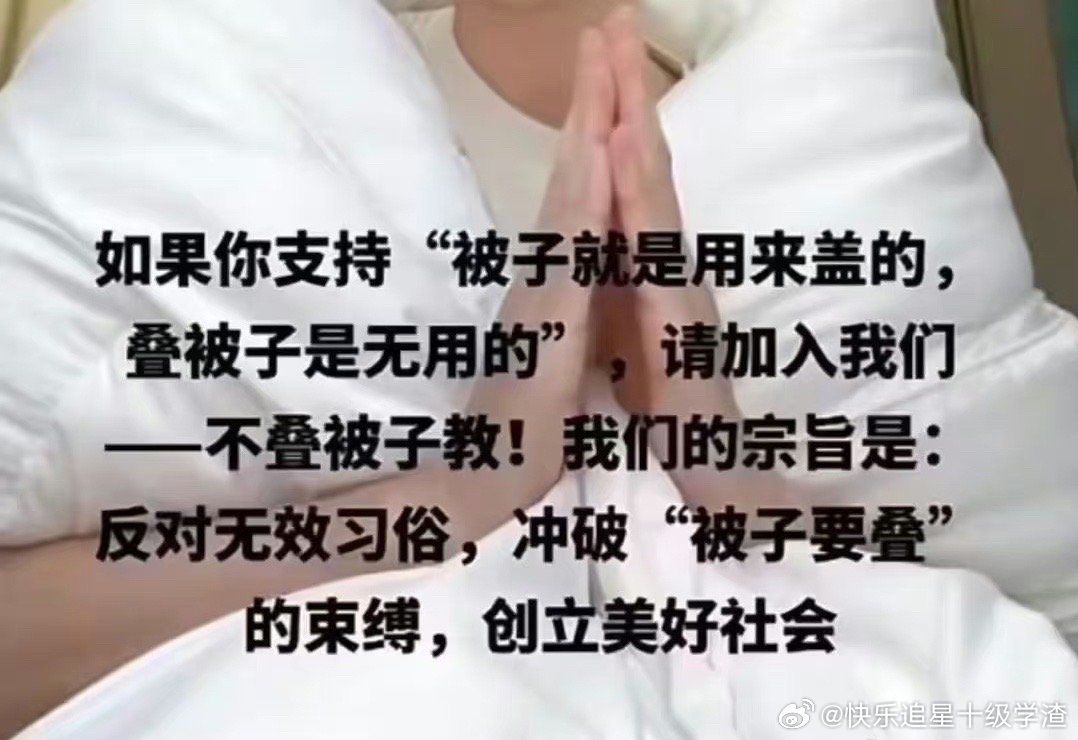 如果你支持“被子就是用来盖的，
叠被子是无用的”，请加入我们
——不叠被子教！我们的宗旨是：
反对无效习俗，冲破“被子要叠”
的束缚，创立美好社会
@快乐追星十级学渣